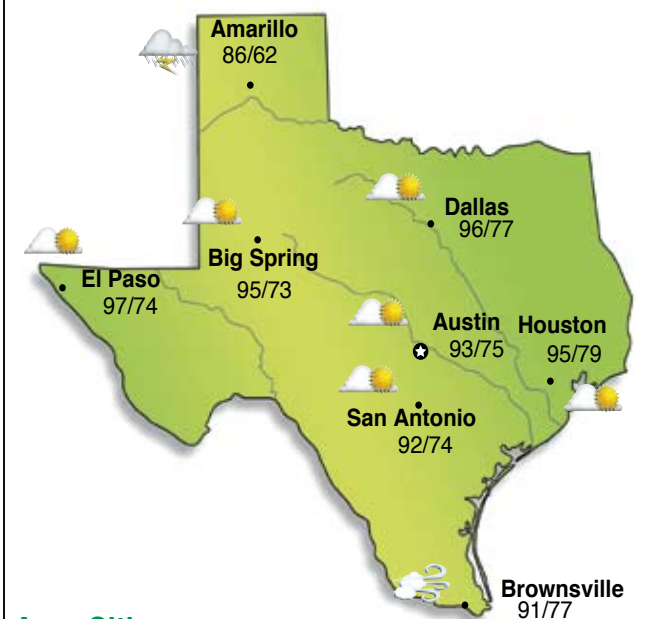 Amarillo
86/62
Dallas
96/77
Big Spring
95/73
El Paso
97/74
Austin
93/75
Houston
95/79
San Antonio
92/74
Brownsville
91/77